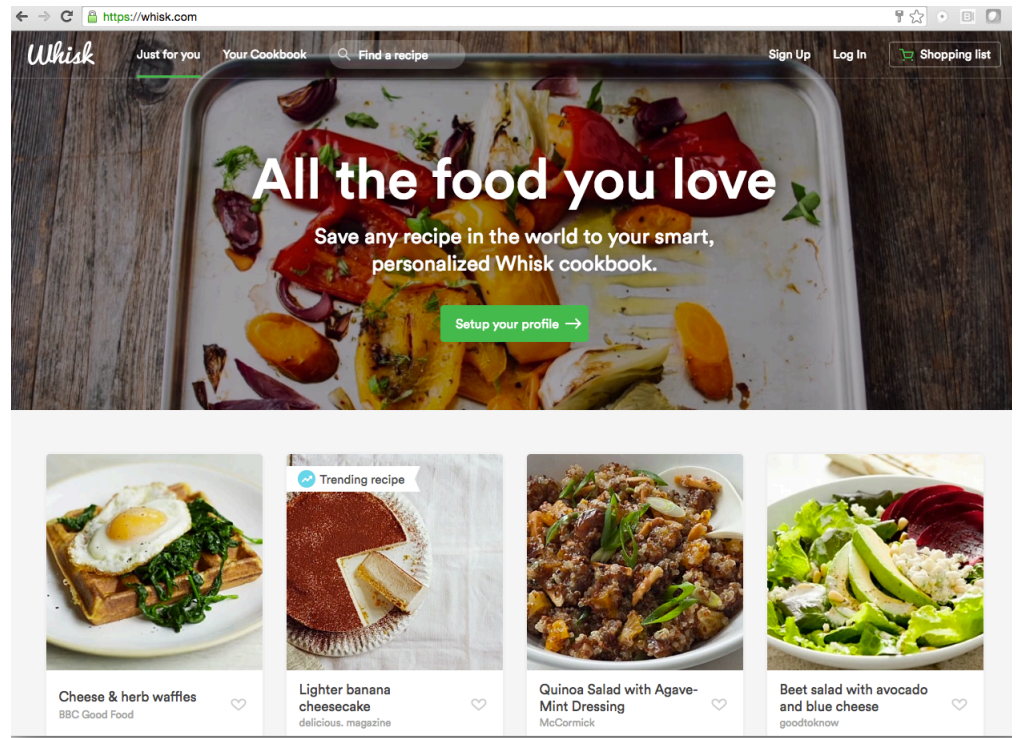 https://whisk.com
Whisk
Just for you
Your Cookbook
Find a recipe
Sign Up
Log In
Shopping list
All the food you love
Save any recipe in the world to your smart,
personalized Whisk cookbook.
Setup your profile
Trending recipe
Cheese & herb waffles
BBC Good Food
Lighter banana
cheesecake
delicious. magazine
Quinoa Salad with Agave-
Mint Dressing
McCormick
Beet salad with avocado
and blue cheese
goodtoknow